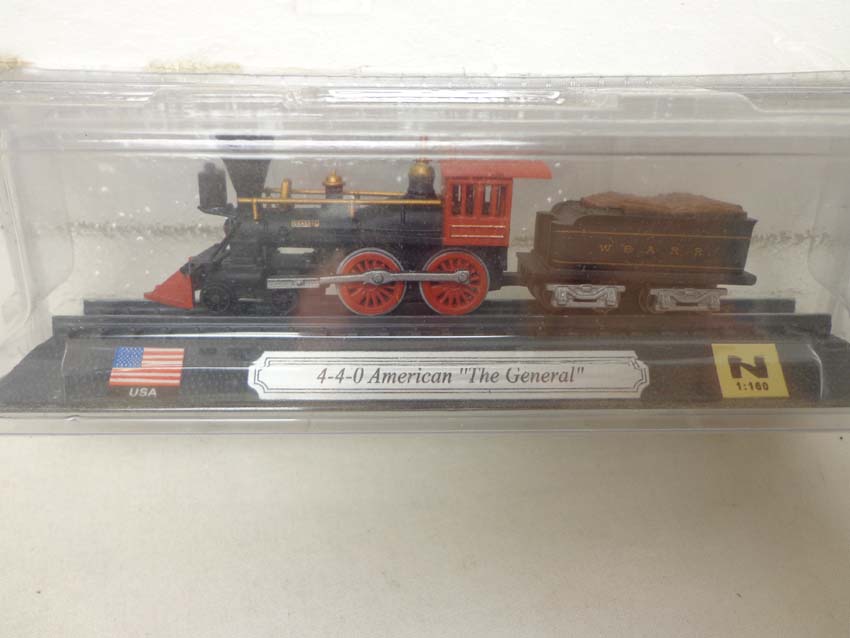 W & A. R. R.
USA
4-4-0 American "The General"
N
1:160